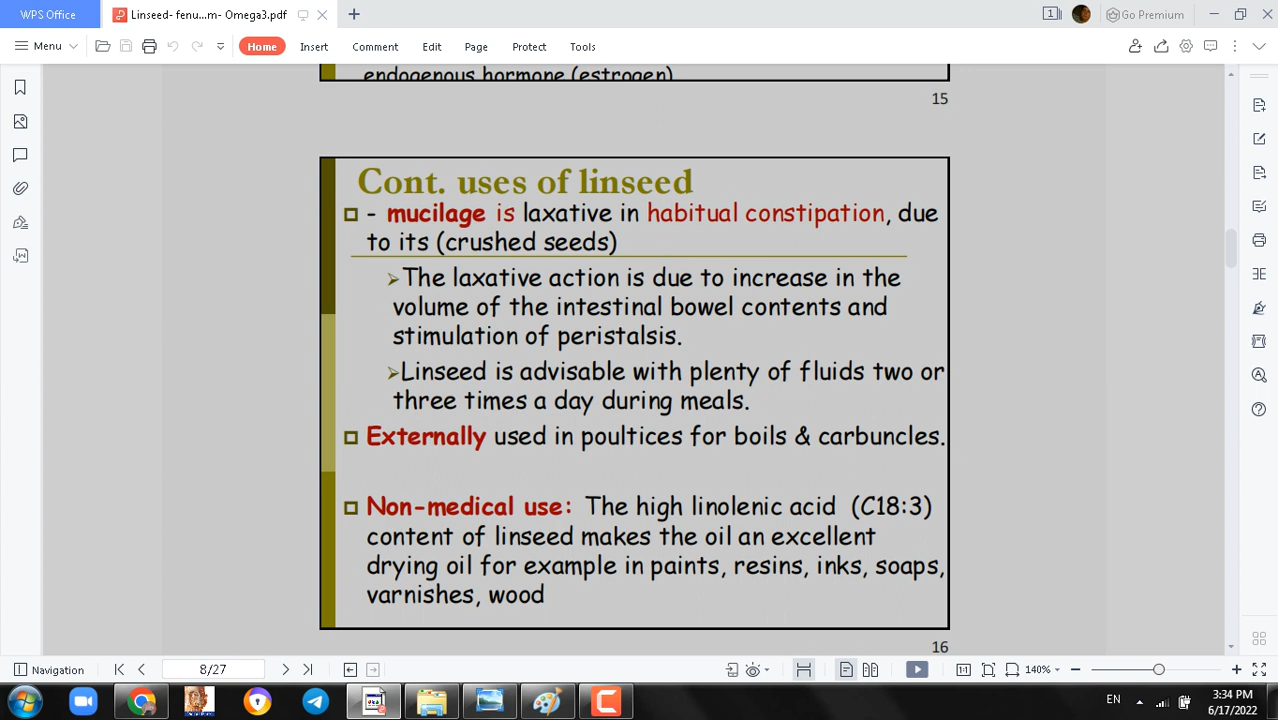 WPS Office
Linseed- fenu...m- Omega3.pdf
1
Go Premium
Menu
Home
Insert
Comment
Edit
Page
Protect
Tools
endogenous hormone (estrogen)
15
Cont. uses of linseed
- mucilage is laxative in habitual constipation, due
to its (crushed seeds)
The laxative action is due to increase in the
volume of the intestinal bowel contents and
stimulation of peristalsis.
Linseed is advisable with plenty of fluids two or
three times a day during meals.
Externally used in poultices for boils & carbuncles.
Non-medical use: The high linolenic acid (C18:3)
content of linseed makes the oil an excellent
drying oil for example in paints, resins, inks, soaps,
varnishes, wood
16
Navigation
8/27
140%
EN
3:34 PM
6/17/2022